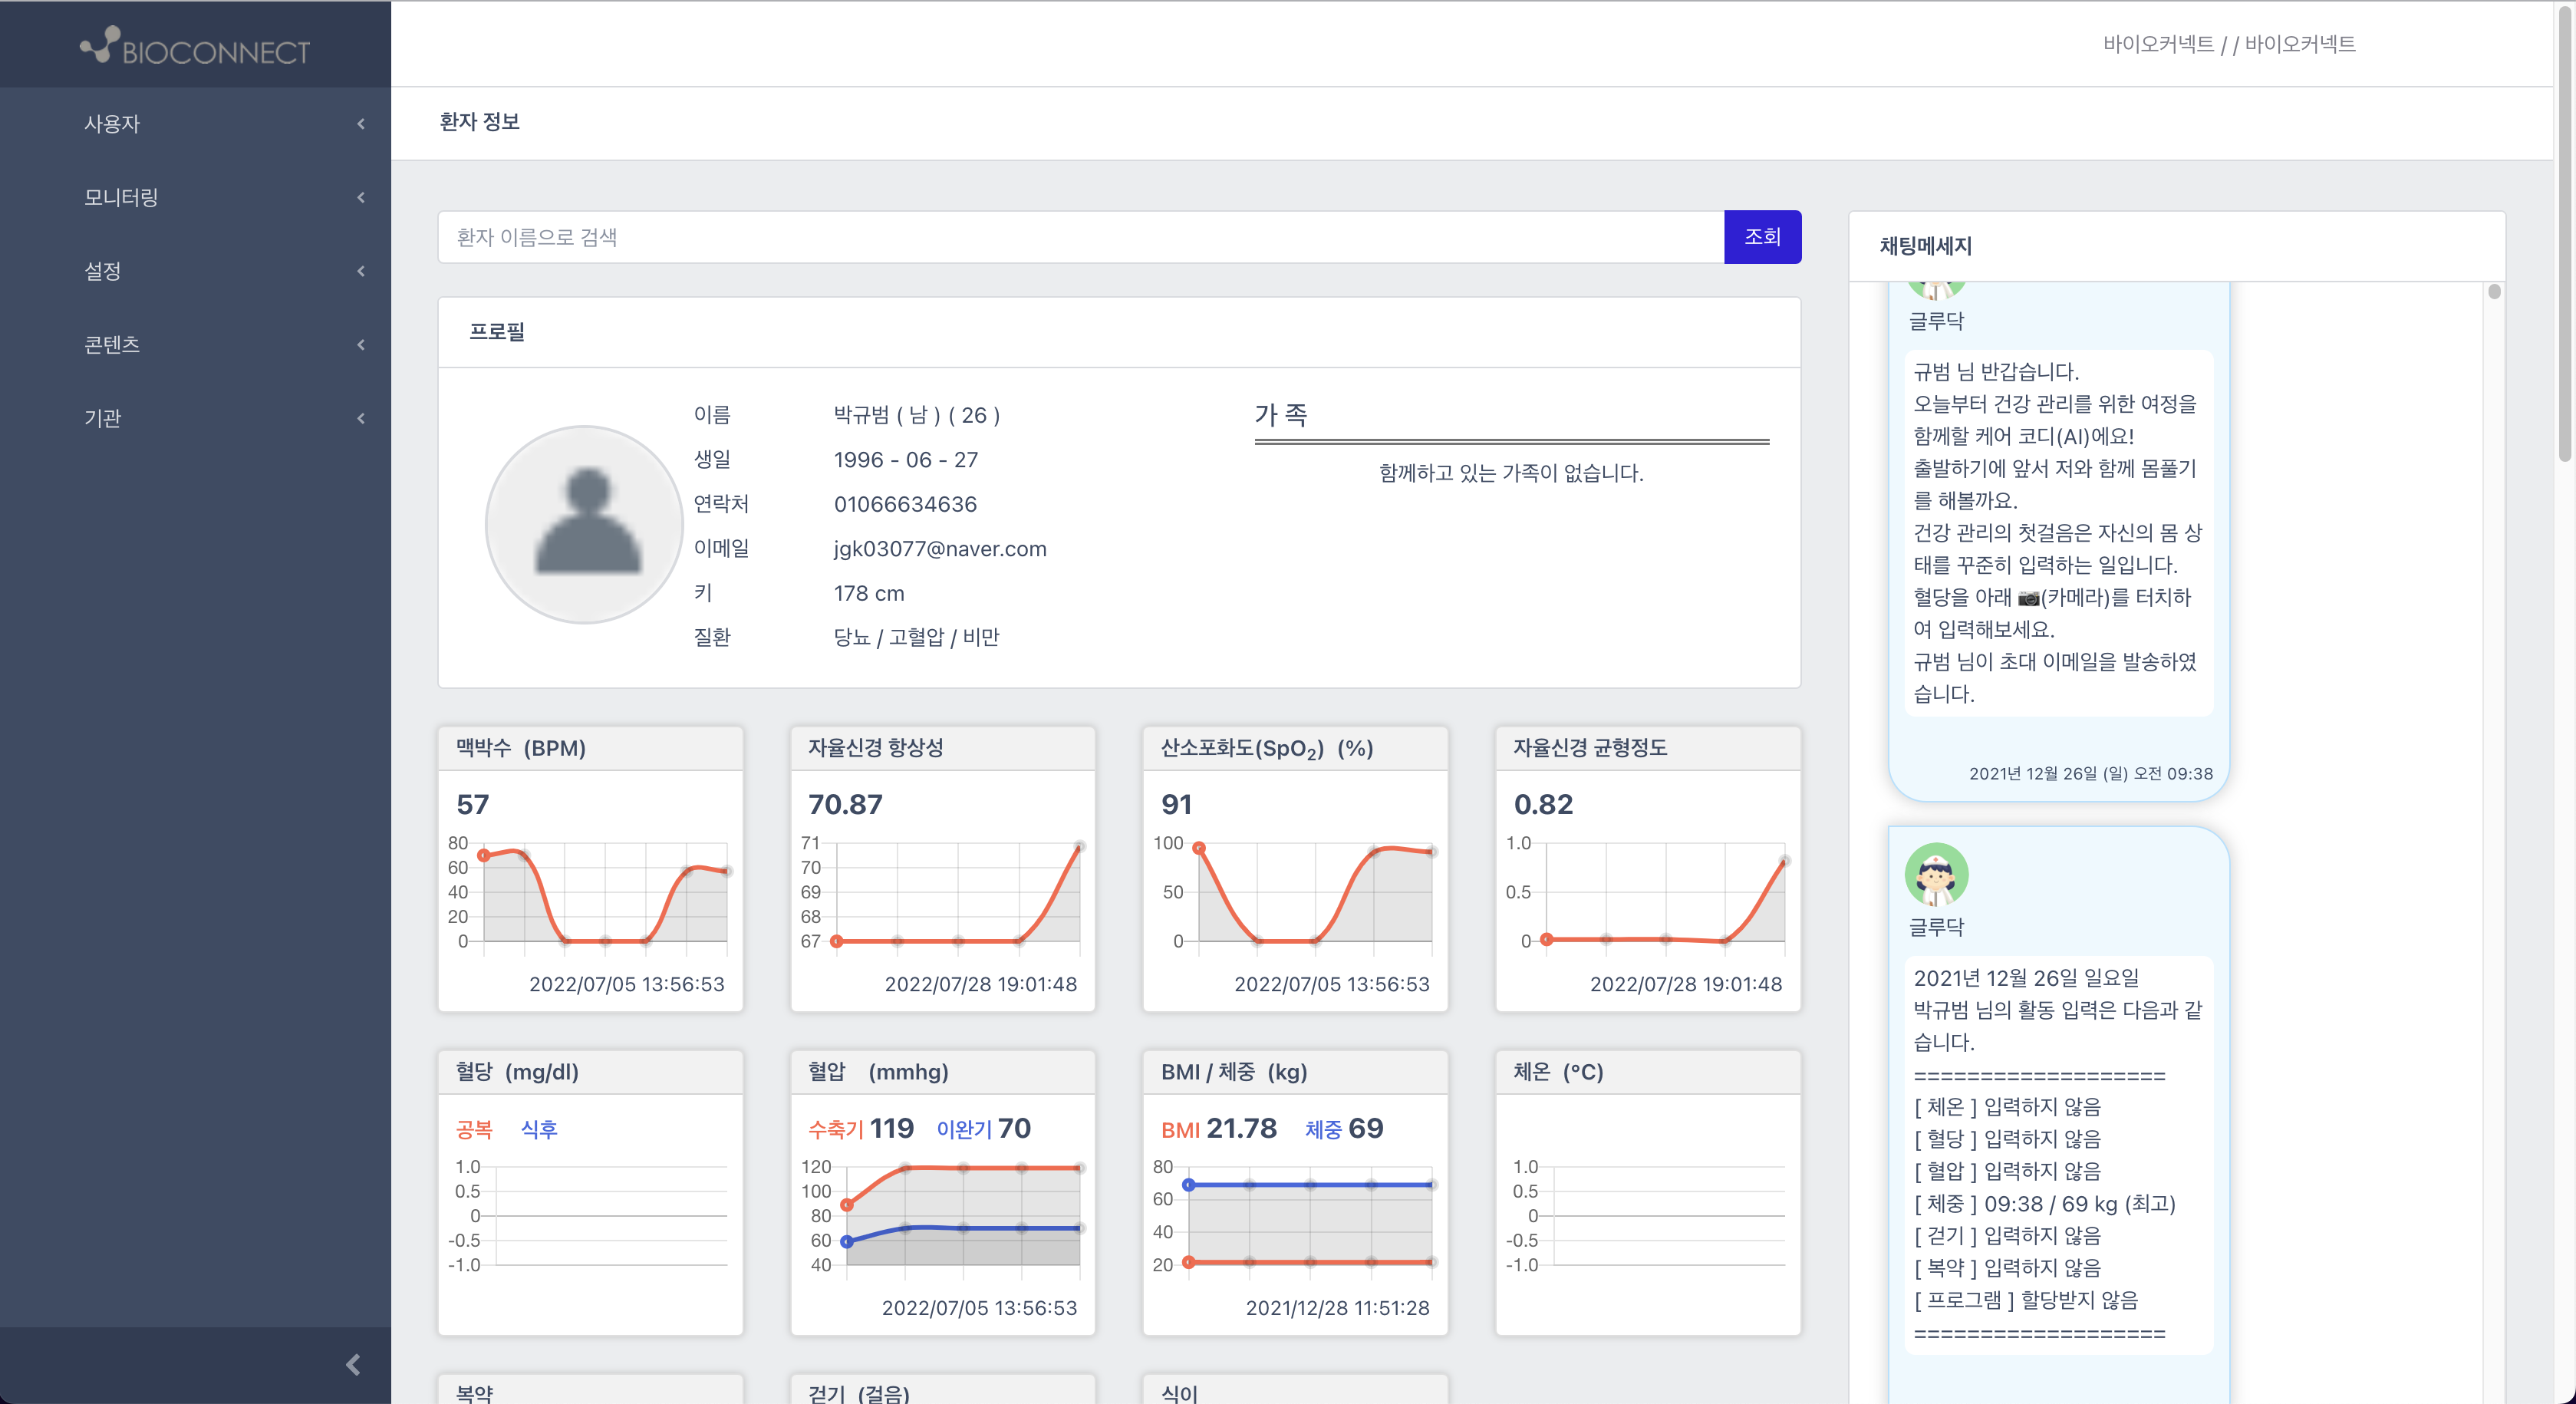 BIOCONNECT
바이오커넥트 / / 바이오커넥트
사용자
모니터링
설정
콘텐츠
기관
환자 정보
환자 이름으로 검색
조회
프로필
이름 박규범 ( 남 ) ( 26 )
생일 1996 - 06 - 27
연락처 01066634636
이메일 jgk03077@naver.com
키 178 cm
질환 당뇨 / 고혈압 / 비만
가 족
함께하고 있는 가족이 없습니다.
맥박수 (BPM)
57
80
60
40
20
0
2022/07/05 13:56:53
자율신경 항상성
70.87
71
70
69
68
67
2022/07/28 19:01:48
산소포화도(SpO₂) (%)
91
100
50
0
2022/07/05 13:56:53
자율신경 균형정도
0.82
1.0
0.5
0
2022/07/28 19:01:48
혈당 (mg/dl)
공복 식후
1.0
0.5
0
-0.5
-1.0
혈압 (mmhg)
수축기 119 이완기 70
120
100
80
60
40
2022/07/05 13:56:53
BMI / 체중 (kg)
BMI 21.78 체중 69
80
60
40
20
2021/12/28 11:51:28
체온 (°C)
1.0
0.5
0
-0.5
-1.0
복약
걷기 (걸음)
식이
채팅메세지
글루닥
규범 님 반갑습니다.
오늘부터 건강 관리를 위한 여정을
함께할 케어 코디(AI)에요!
출발하기에 앞서 저와 함께 몸풀기
를 해볼까요.
건강 관리의 첫걸음은 자신의 몸 상
태를 꾸준히 입력하는 일입니다.
혈당을 아래 📷(카메라)를 터치하
여 입력해보세요.
규범 님이 초대 이메일을 발송하였
습니다.
2021년 12월 26일 (일) 오전 09:38
글루닥
2021년 12월 26일 일요일
박규범 님의 활동 입력은 다음과 같
습니다.
===================
[ 체온 ] 입력하지 않음
[ 혈당 ] 입력하지 않음
[ 혈압 ] 입력하지 않음
[ 체중 ] 09:38 / 69 kg (최고)
[ 걷기 ] 입력하지 않음
[ 복약 ] 입력하지 않음
[ 프로그램 ] 할당받지 않음
===================